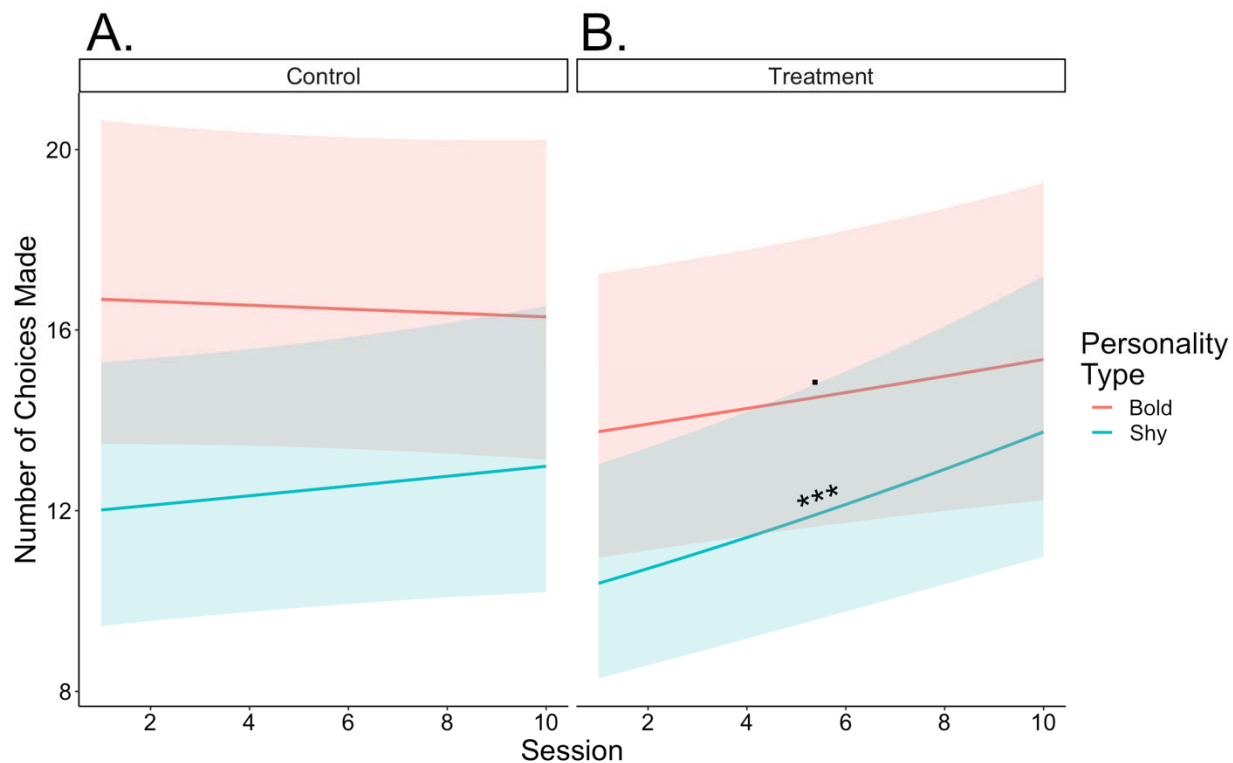 A.
B.
Control
Treatment
Number of Choices Made
20
16
12
8
.
***
2
4
6
8
10
2
4
6
8
10
Session
Personality
Type
Bold
Shy